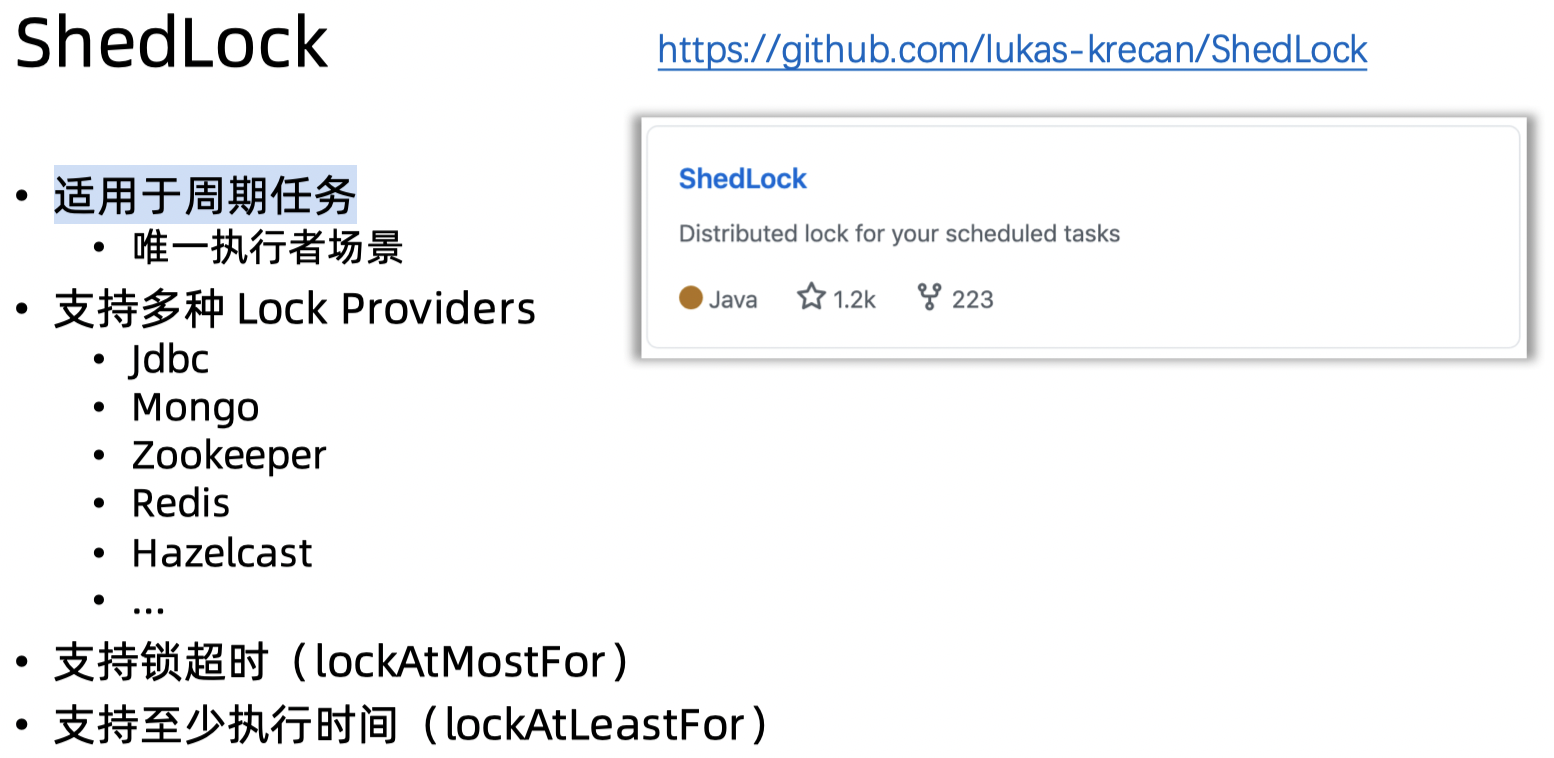 ShedLock
https://github.com/lukas-krecan/ShedLock
• 适用于周期任务
• 唯一执行者场景
• 支持多种 Lock Providers
• Jdbc
• Mongo
• Zookeeper
• Redis
• Hazelcast
• ...
• 支持锁超时（lockAtMostFor）
• 支持至少执行时间（lockAtLeastFor）
ShedLock
Distributed lock for your scheduled tasks
Java 1.2k 223